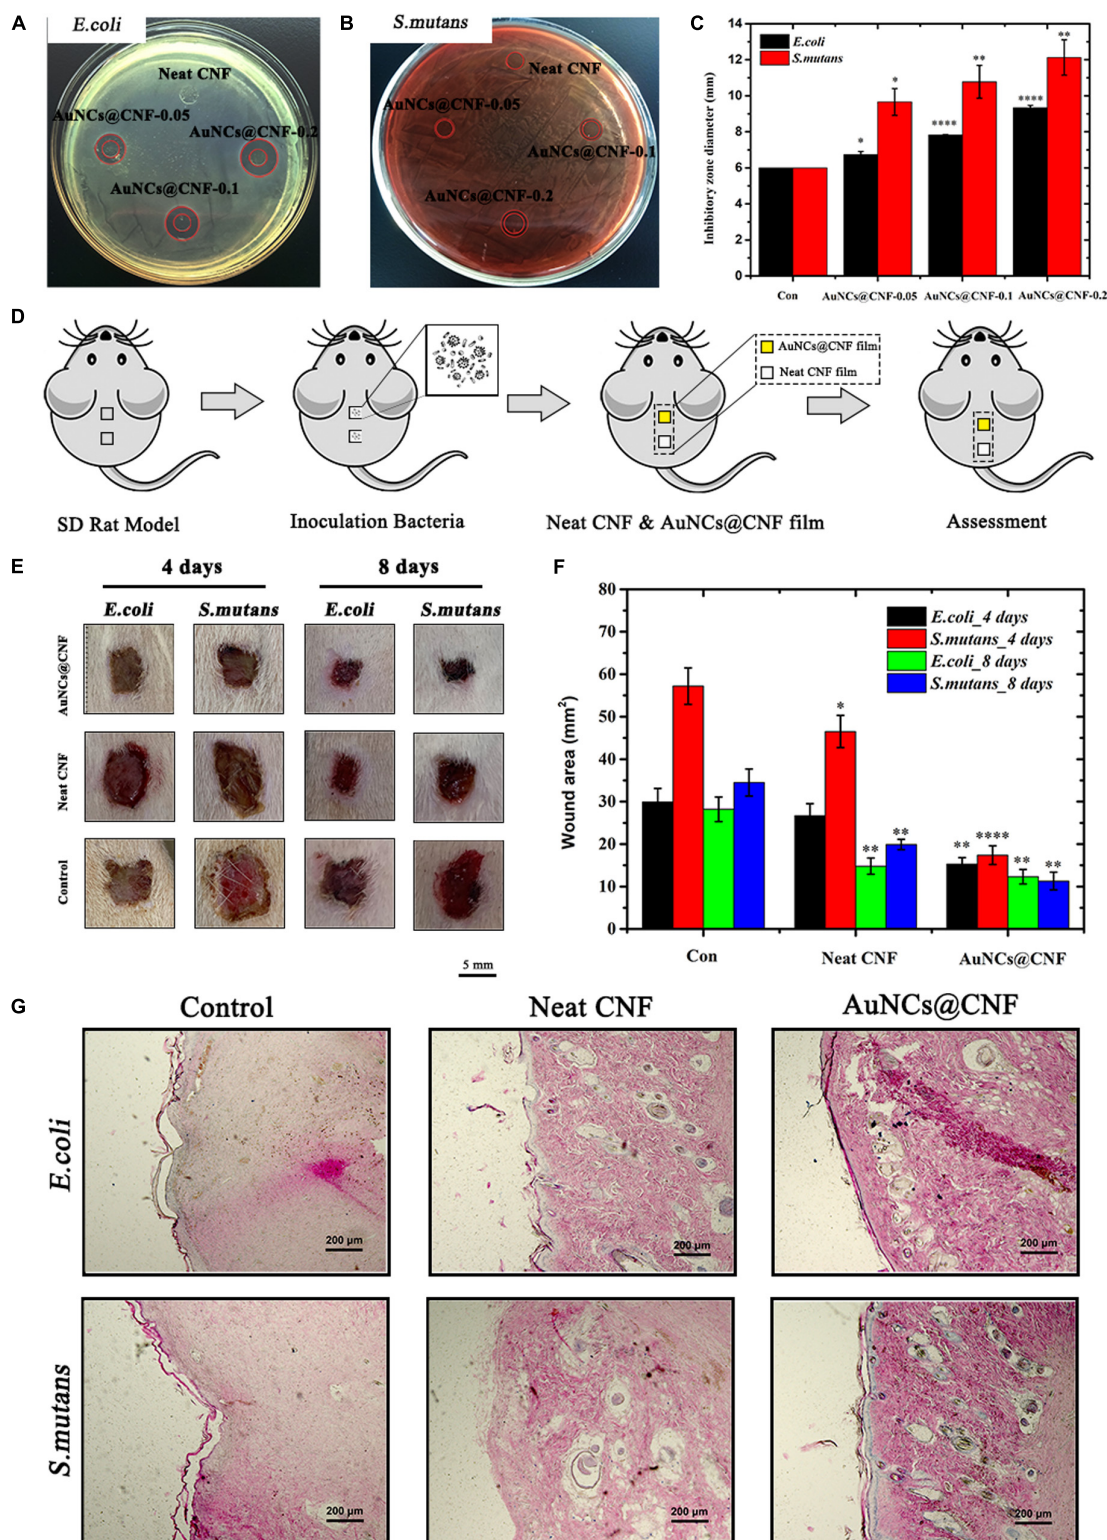 A
E.coli
Neat CNF
AuNCs@CNF-0.05
AuNCs@CNF-0.2
AuNCs@CNF-0.1
B
S.mutans
Neat CNF
AuNCs@CNF-0.05
AuNCs@CNF-0.1
AuNCs@CNF-0.2
C
14
12
10
8
6
4
2
0
Inhibitory zone diameter (mm)
E.coli
S.mutans
*
*
****
**
****
**
Con
AuNCs@CNF-0.05
AuNCs@CNF-0.1
AuNCs@CNF-0.2
D
AuNCs@CNF film
Neat CNF film
SD Rat Model
Inoculation Bacteria
Neat CNF & AuNCs@CNF film
Assessment
E
4 days
8 days
E.coli
S.mutans
E.coli
S.mutans
AuNCs@CNF
Neat CNF
Control
5 mm
F
80
70
60
50
40
30
20
10
0
Wound area (mm²)
E.coli_4 days
S.mutans_4 days
E.coli_8 days
S.mutans_8 days
*
**
**
**
****
**
**
Con
Neat CNF
AuNCs@CNF
G
Control
Neat CNF
AuNCs@CNF
E.coli
200 µm
200 µm
200 µm
S.mutans
200 µm
200 µm
200 µm